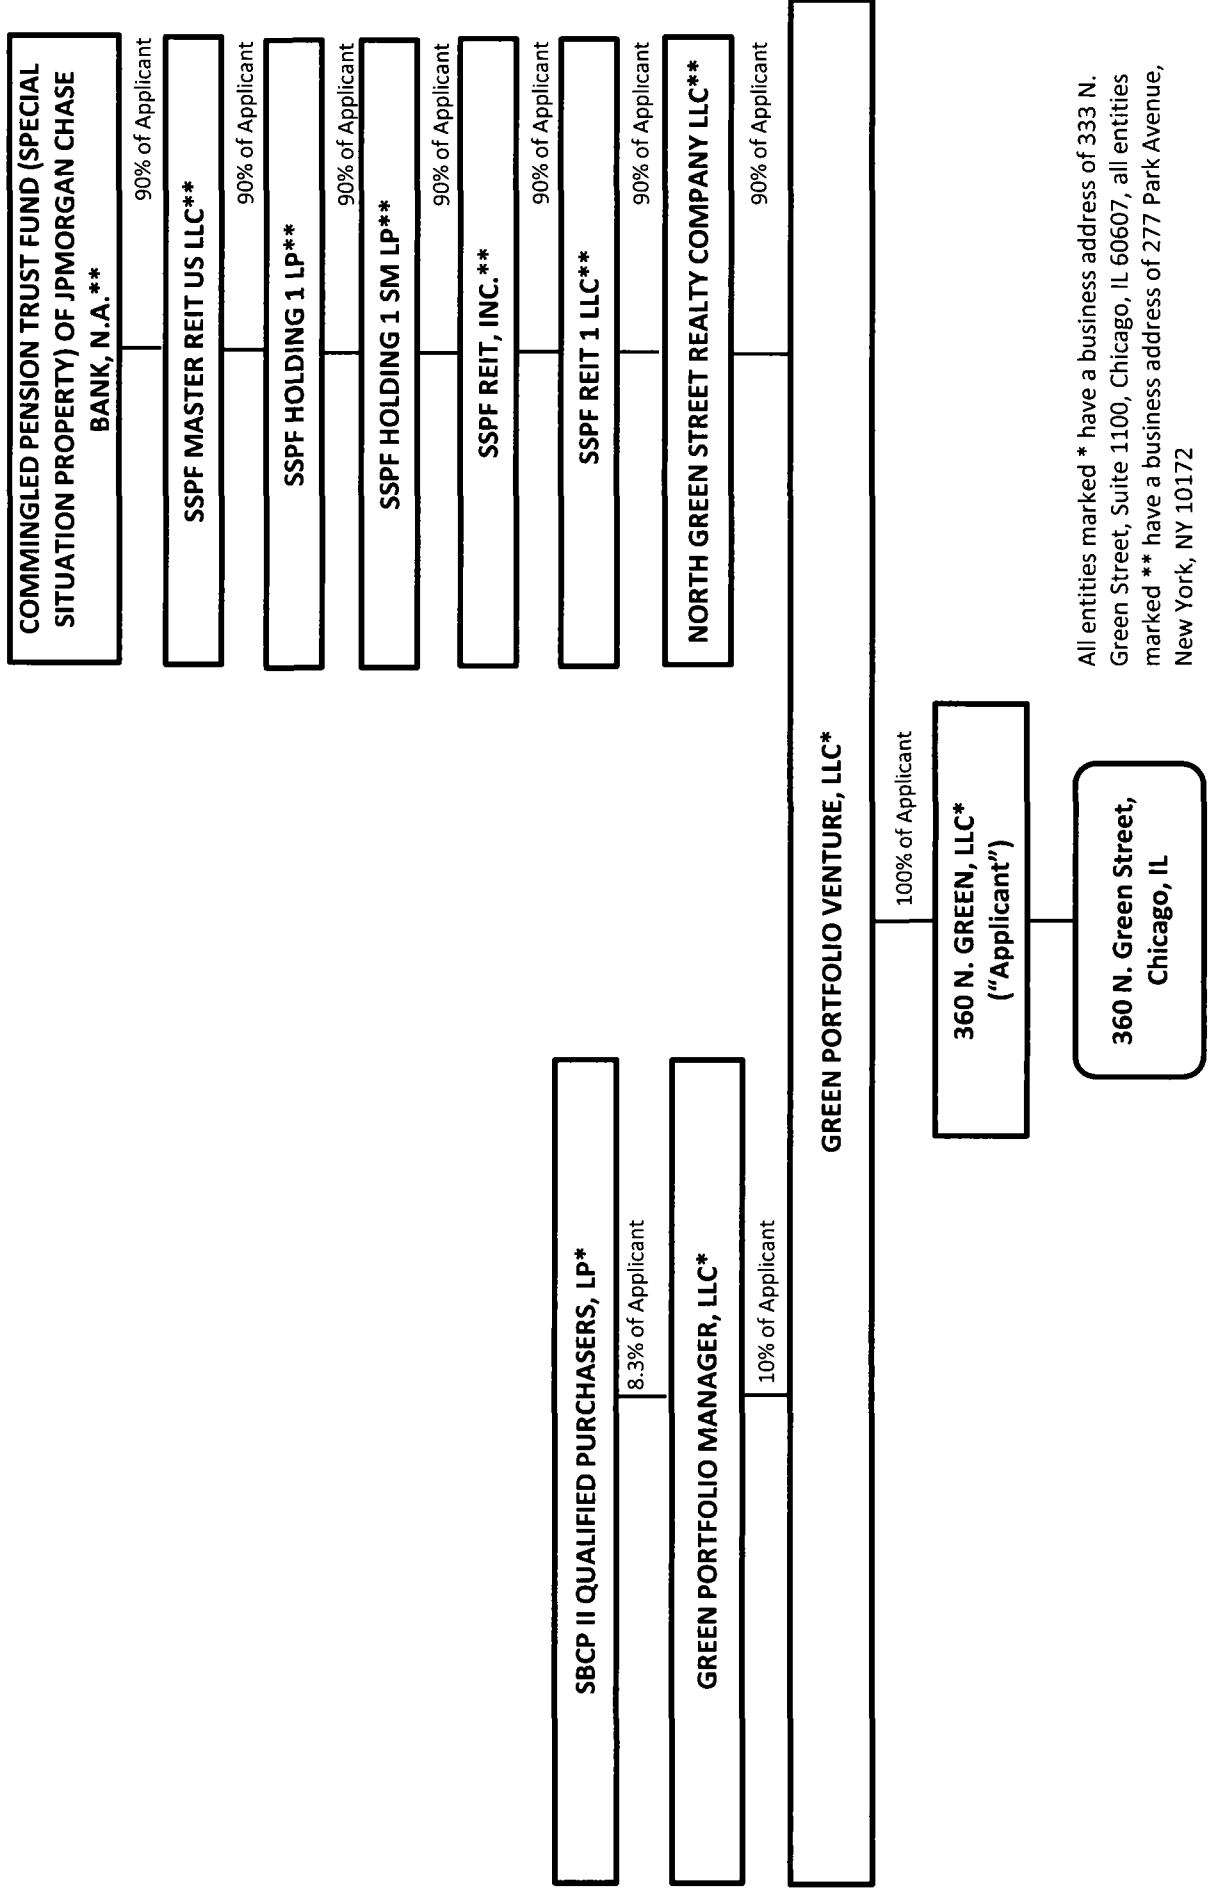 COMMINGLED PENSION TRUST FUND (SPECIAL
SITUATION PROPERTY) OF JPMORGAN CHASE
BANK, N.A.**
90% of Applicant
SSPF MASTER REIT US LLC**
90% of Applicant
SSPF HOLDING 1 LP**
90% of Applicant
SSPF HOLDING 1 SM LP**
90% of Applicant
SSPF REIT, INC.**
90% of Applicant
SSPF REIT 1 LLC**
90% of Applicant
NORTH GREEN STREET REALTY COMPANY LLC**
90% of Applicant
SBCP II QUALIFIED PURCHASERS, LP*
8.3% of Applicant
GREEN PORTFOLIO MANAGER, LLC*
10% of Applicant
GREEN PORTFOLIO VENTURE, LLC*
100% of Applicant
360 N. GREEN, LLC*
(“Applicant”)
360 N. Green Street,
Chicago, IL
All entities marked * have a business address of 333 N.
Green Street, Suite 1100, Chicago, IL 60607, all entities
marked ** have a business address of 277 Park Avenue,
New York, NY 10172